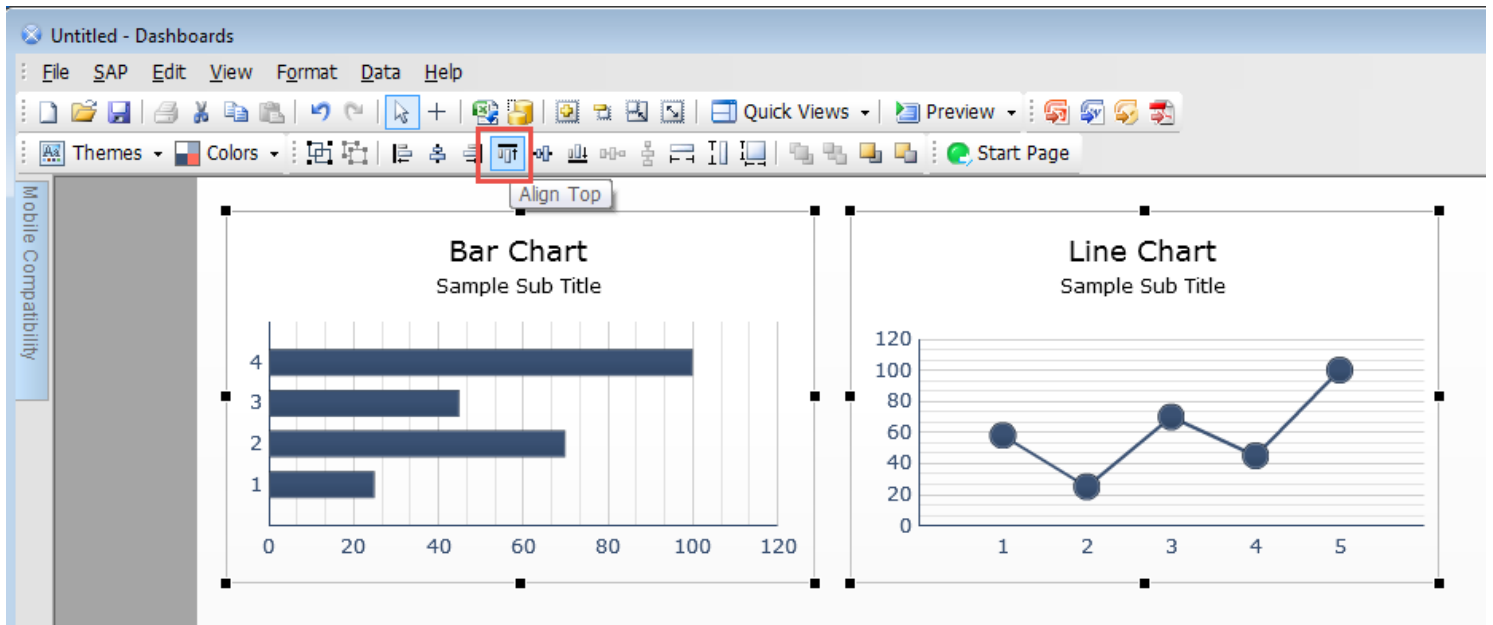 Untitled - Dashboards
File SAP Edit View Format Data Help
Quick Views Preview
Themes Colors Start Page
Align Top
Mobile Compatibility
Bar Chart
Sample Sub Title
4
3
2
1
0 20 40 60 80 100 120
Line Chart
Sample Sub Title
120
100
80
60
40
20
0
1 2 3 4 5